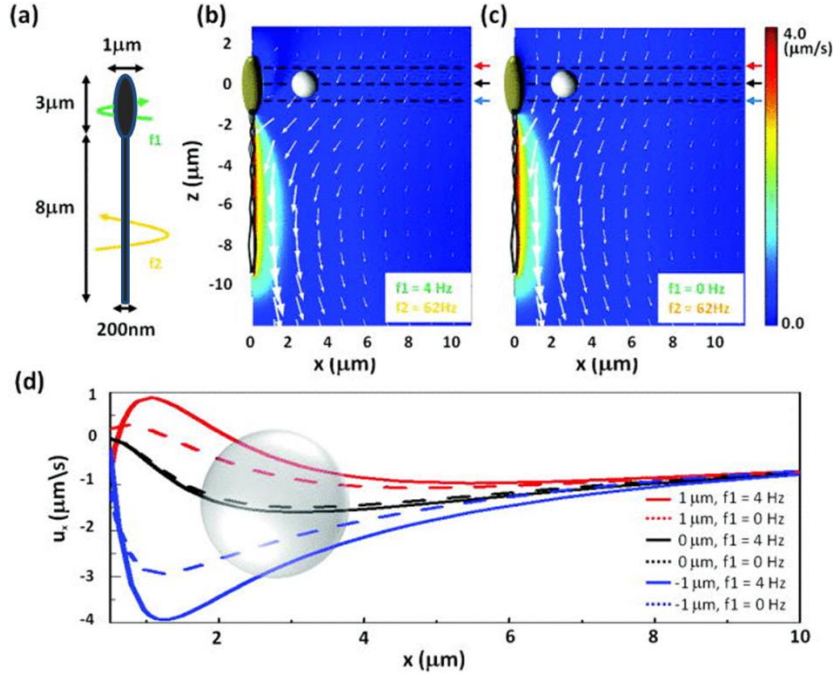 (a)
1μm
3μm
f1
8μm
f2
200nm
(b)
2
0
-2
-4
-6
-8
-10
z (μm)
f1 = 4 Hz
f2 = 62Hz
0 2 4 6 8 10
x (μm)
(c)
f1 = 0 Hz
f2 = 62Hz
0 2 4 6 8 10
x (μm)
4.0
(μm/s)
0.0
(d)
1
0
-1
-2
-3
-4
uₓ (μm\s)
1 μm, f1 = 4 Hz
1 μm, f1 = 0 Hz
0 μm, f1 = 4 Hz
0 μm, f1 = 0 Hz
-1 μm, f1 = 4 Hz
-1 μm, f1 = 0 Hz
2 4 6 8 10
x (μm)